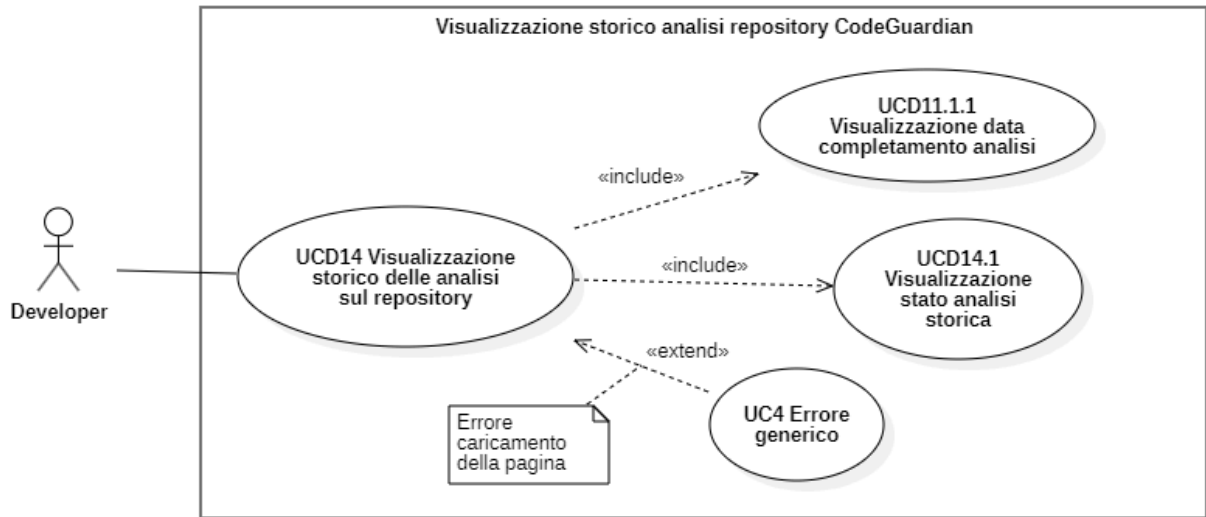 Visualizzazione storico analisi repository CodeGuardian
UCD11.1.1
Visualizzazione data
completamento analisi
«include»
UCD14 Visualizzazione
storico delle analisi
sul repository
«include»
UCD14.1
Visualizzazione
stato analisi
storica
Developer
«extend»
UC4 Errore
generico
Errore
caricamento
della pagina